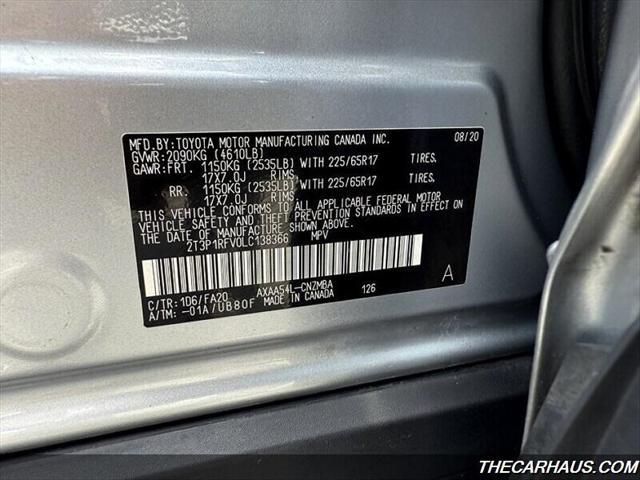 MFD.BY:TOYOTA MOTOR MANUFACTURING CANADA INC. 08/20
GVWR:2090KG (4610LB)
GAWR:FRT. 1150KG (2535LB) WITH 225/65R17 TIRES.
17X7.0J RIMS
RR. 1150KG (2535LB) WITH 225/65R17 TIRES.
17X7.0J RIMS
THIS VEHICLE CONFORMS TO ALL APPLICABLE FEDERAL MOTOR
VEHICLE SAFETY AND THEFT PREVENTION STANDARDS IN EFFECT
ON THE DATE OF MANUFACTURE SHOWN ABOVE.
2T3P1RFV0LC138366 MPV
A
C/TR:1D6/FA20 AXAA54L-CNZMBA 126
A/TM: -01A/UB80F MADE IN CANADA
THECARHAUS.COM